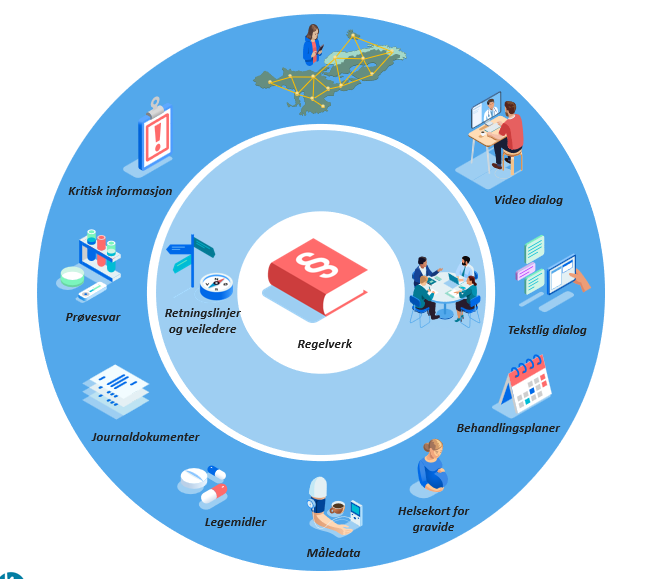 Kritisk informasjon
Video dialog
Prøvesvar
Retningslinjer
og veiledere
§
Regelverk
Tekstlig dialog
Journaldokumenter
Behandlingsplaner
Legemidler
Helsekort for
gravide
Måledata